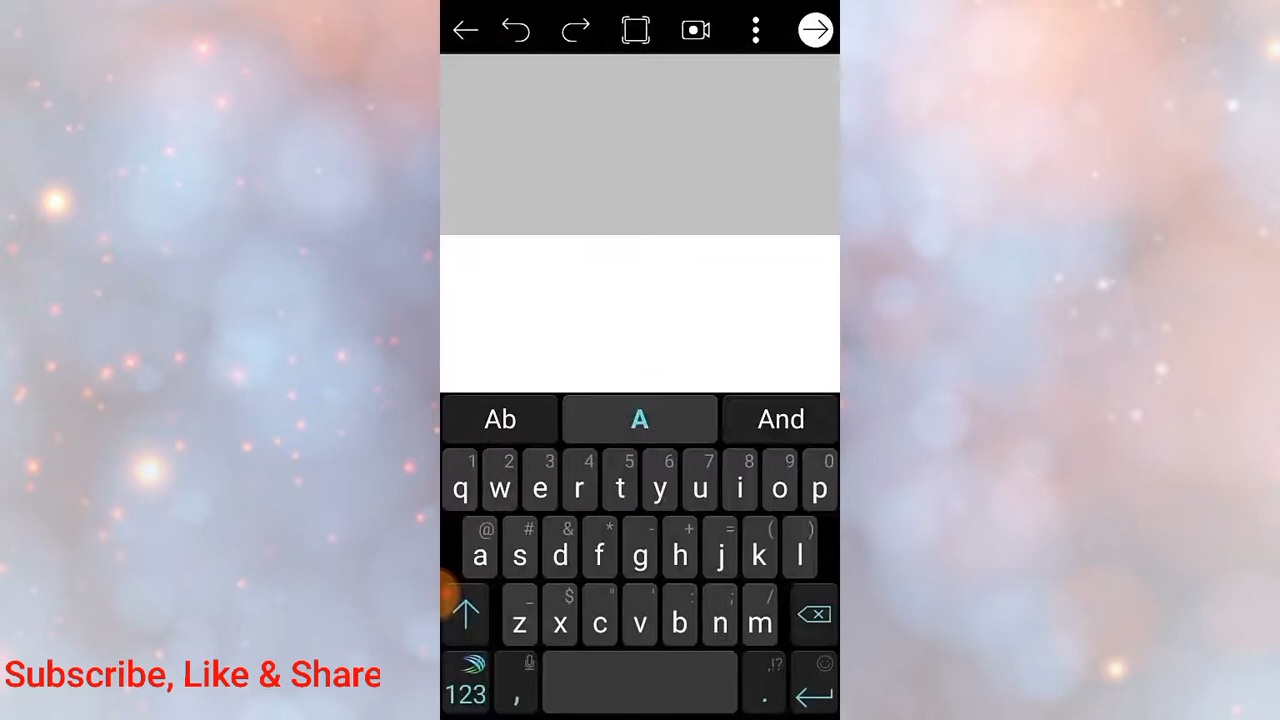 Ab A And
1 2 3 4 5 6 7 8 9 0
q w e r t y u i o p
@ # & * - + = ( )
a s d f g h j k l
_ $ " ' : ; /
z x c v b n m
Subscribe, Like & Share
123 , . ,!?